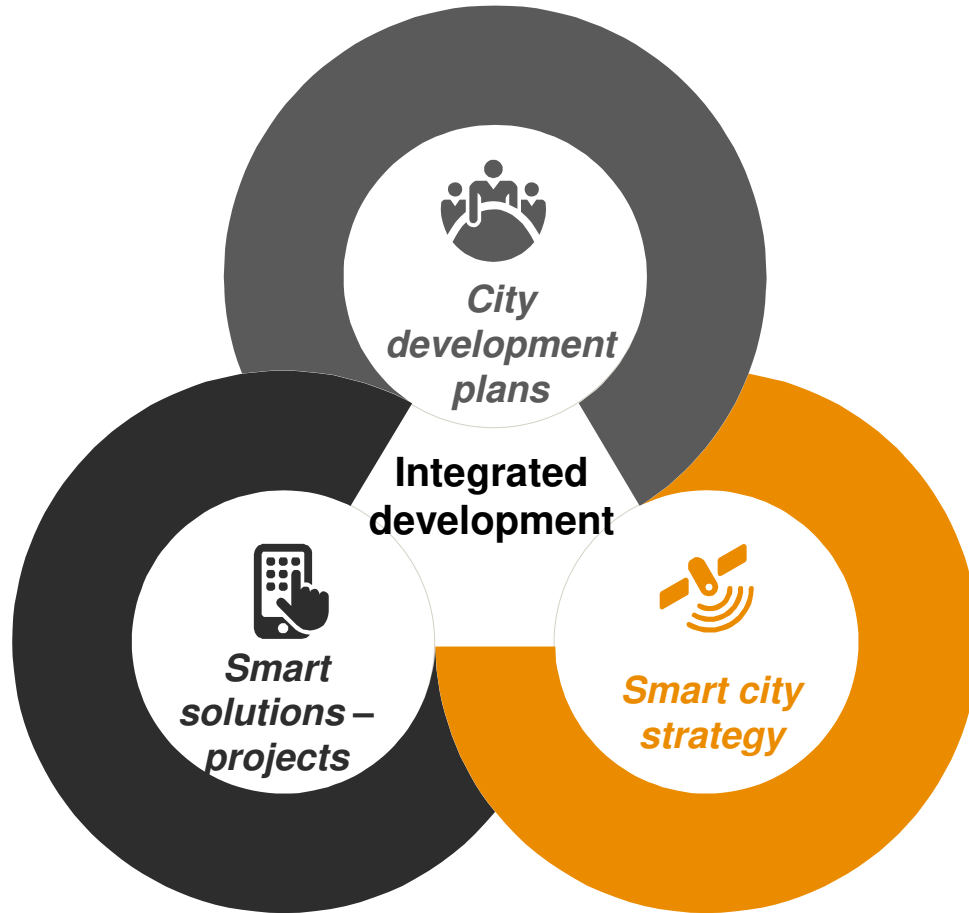 City
development
plans
Integrated
development
Smart
solutions –
projects
Smart city
strategy